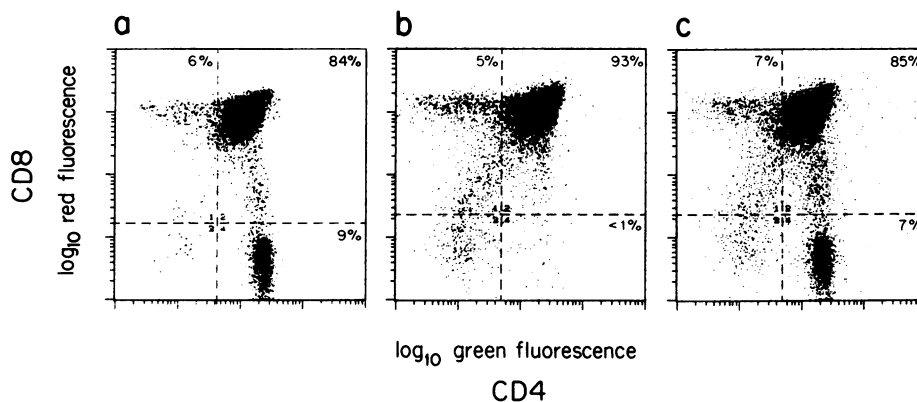 a
b
c
6%
84%
5%
93%
7%
85%
CD8
log10 red fluorescence
9%
<1%
7%
log10 green fluorescence
CD4